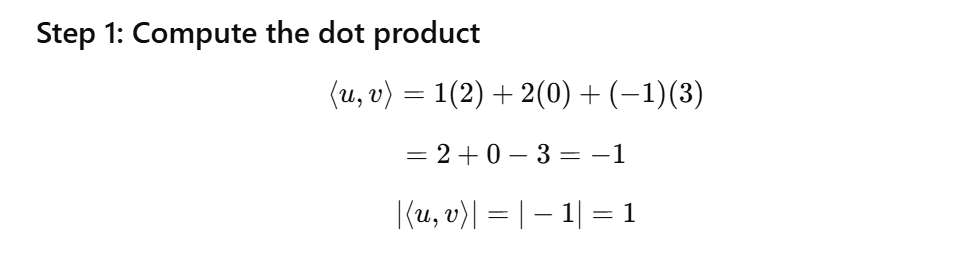 Step 1: Compute the dot product
⟨u, v⟩ = 1(2) + 2(0) + (−1)(3)
= 2 + 0 − 3 = −1
|⟨u, v⟩| = | − 1| = 1